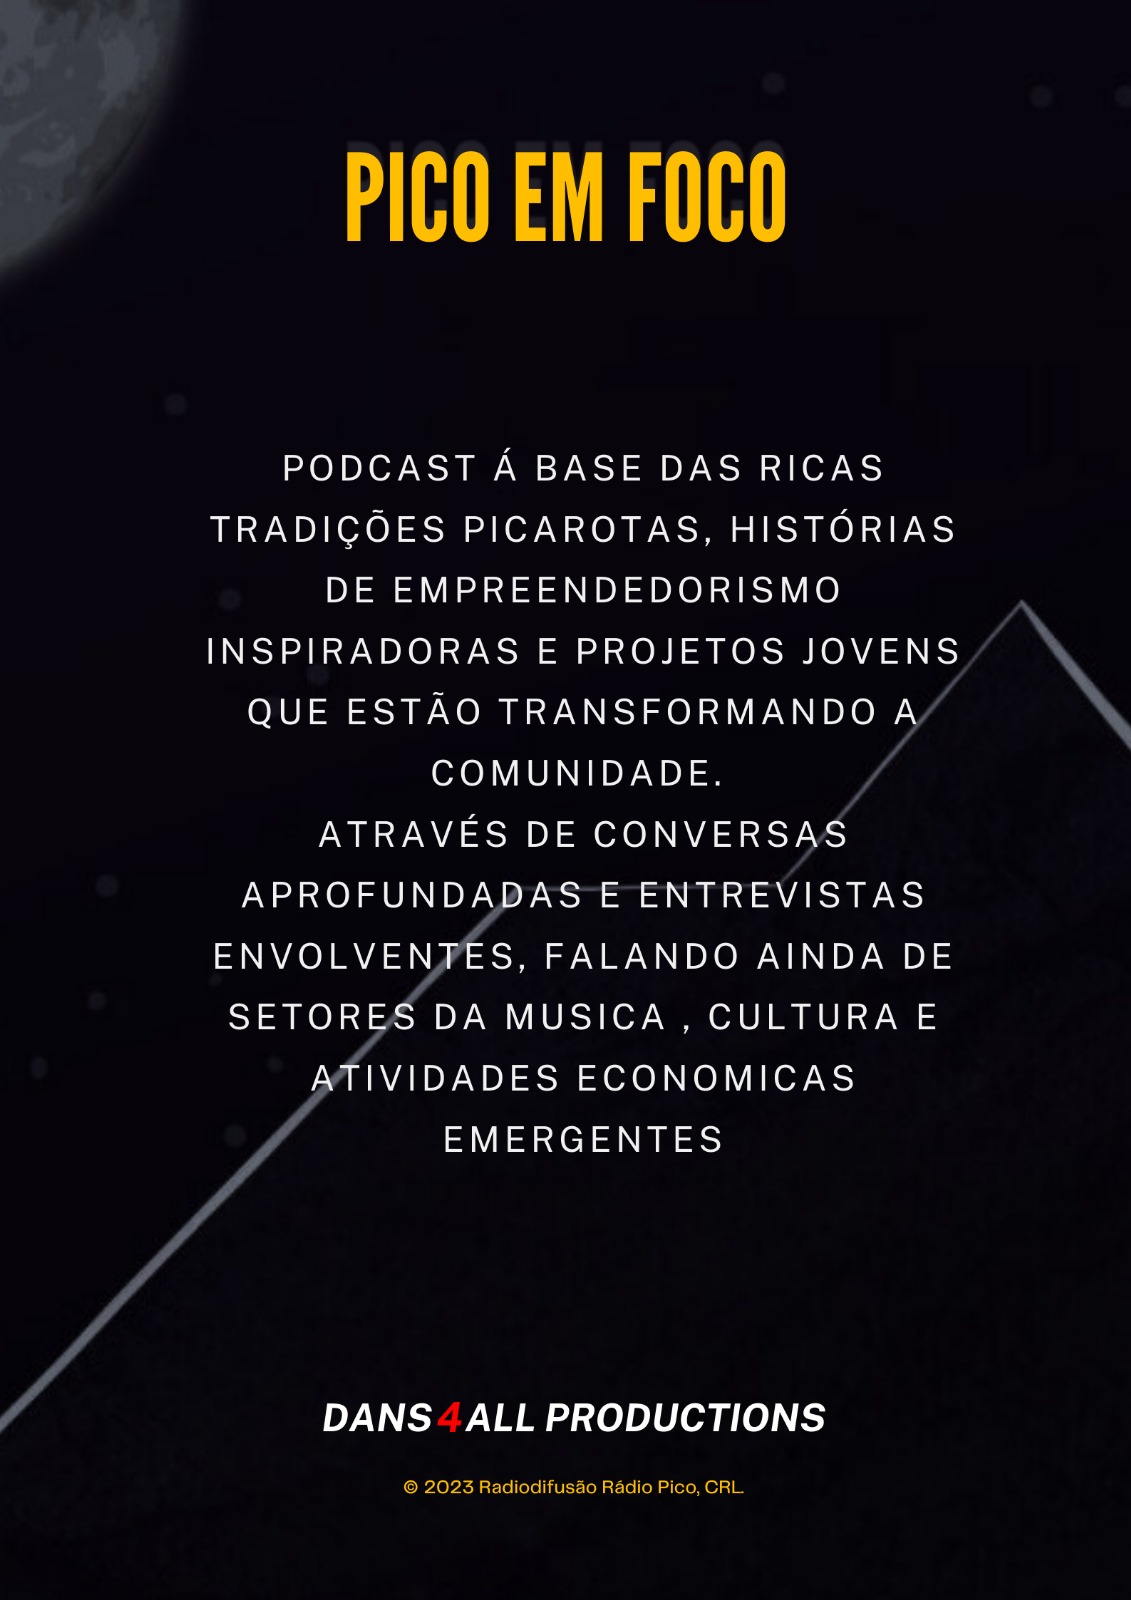 PICO EM FOCO
PODCAST Á BASE DAS RICAS
TRADIÇÕES PICAROTAS, HISTÓRIAS
DE EMPREENDEDORISMO
INSPIRADORAS E PROJETOS JOVENS
QUE ESTÃO TRANSFORMANDO A
COMUNIDADE.
ATRAVÉS DE CONVERSAS
APROFUNDADAS E ENTREVISTAS
ENVOLVENTES, FALANDO AINDA DE
SETORES DA MUSICA , CULTURA E
ATIVIDADES ECONOMICAS
EMERGENTES
DANS4ALL PRODUCTIONS
© 2023 Radiodifusão Rádio Pico, CRL